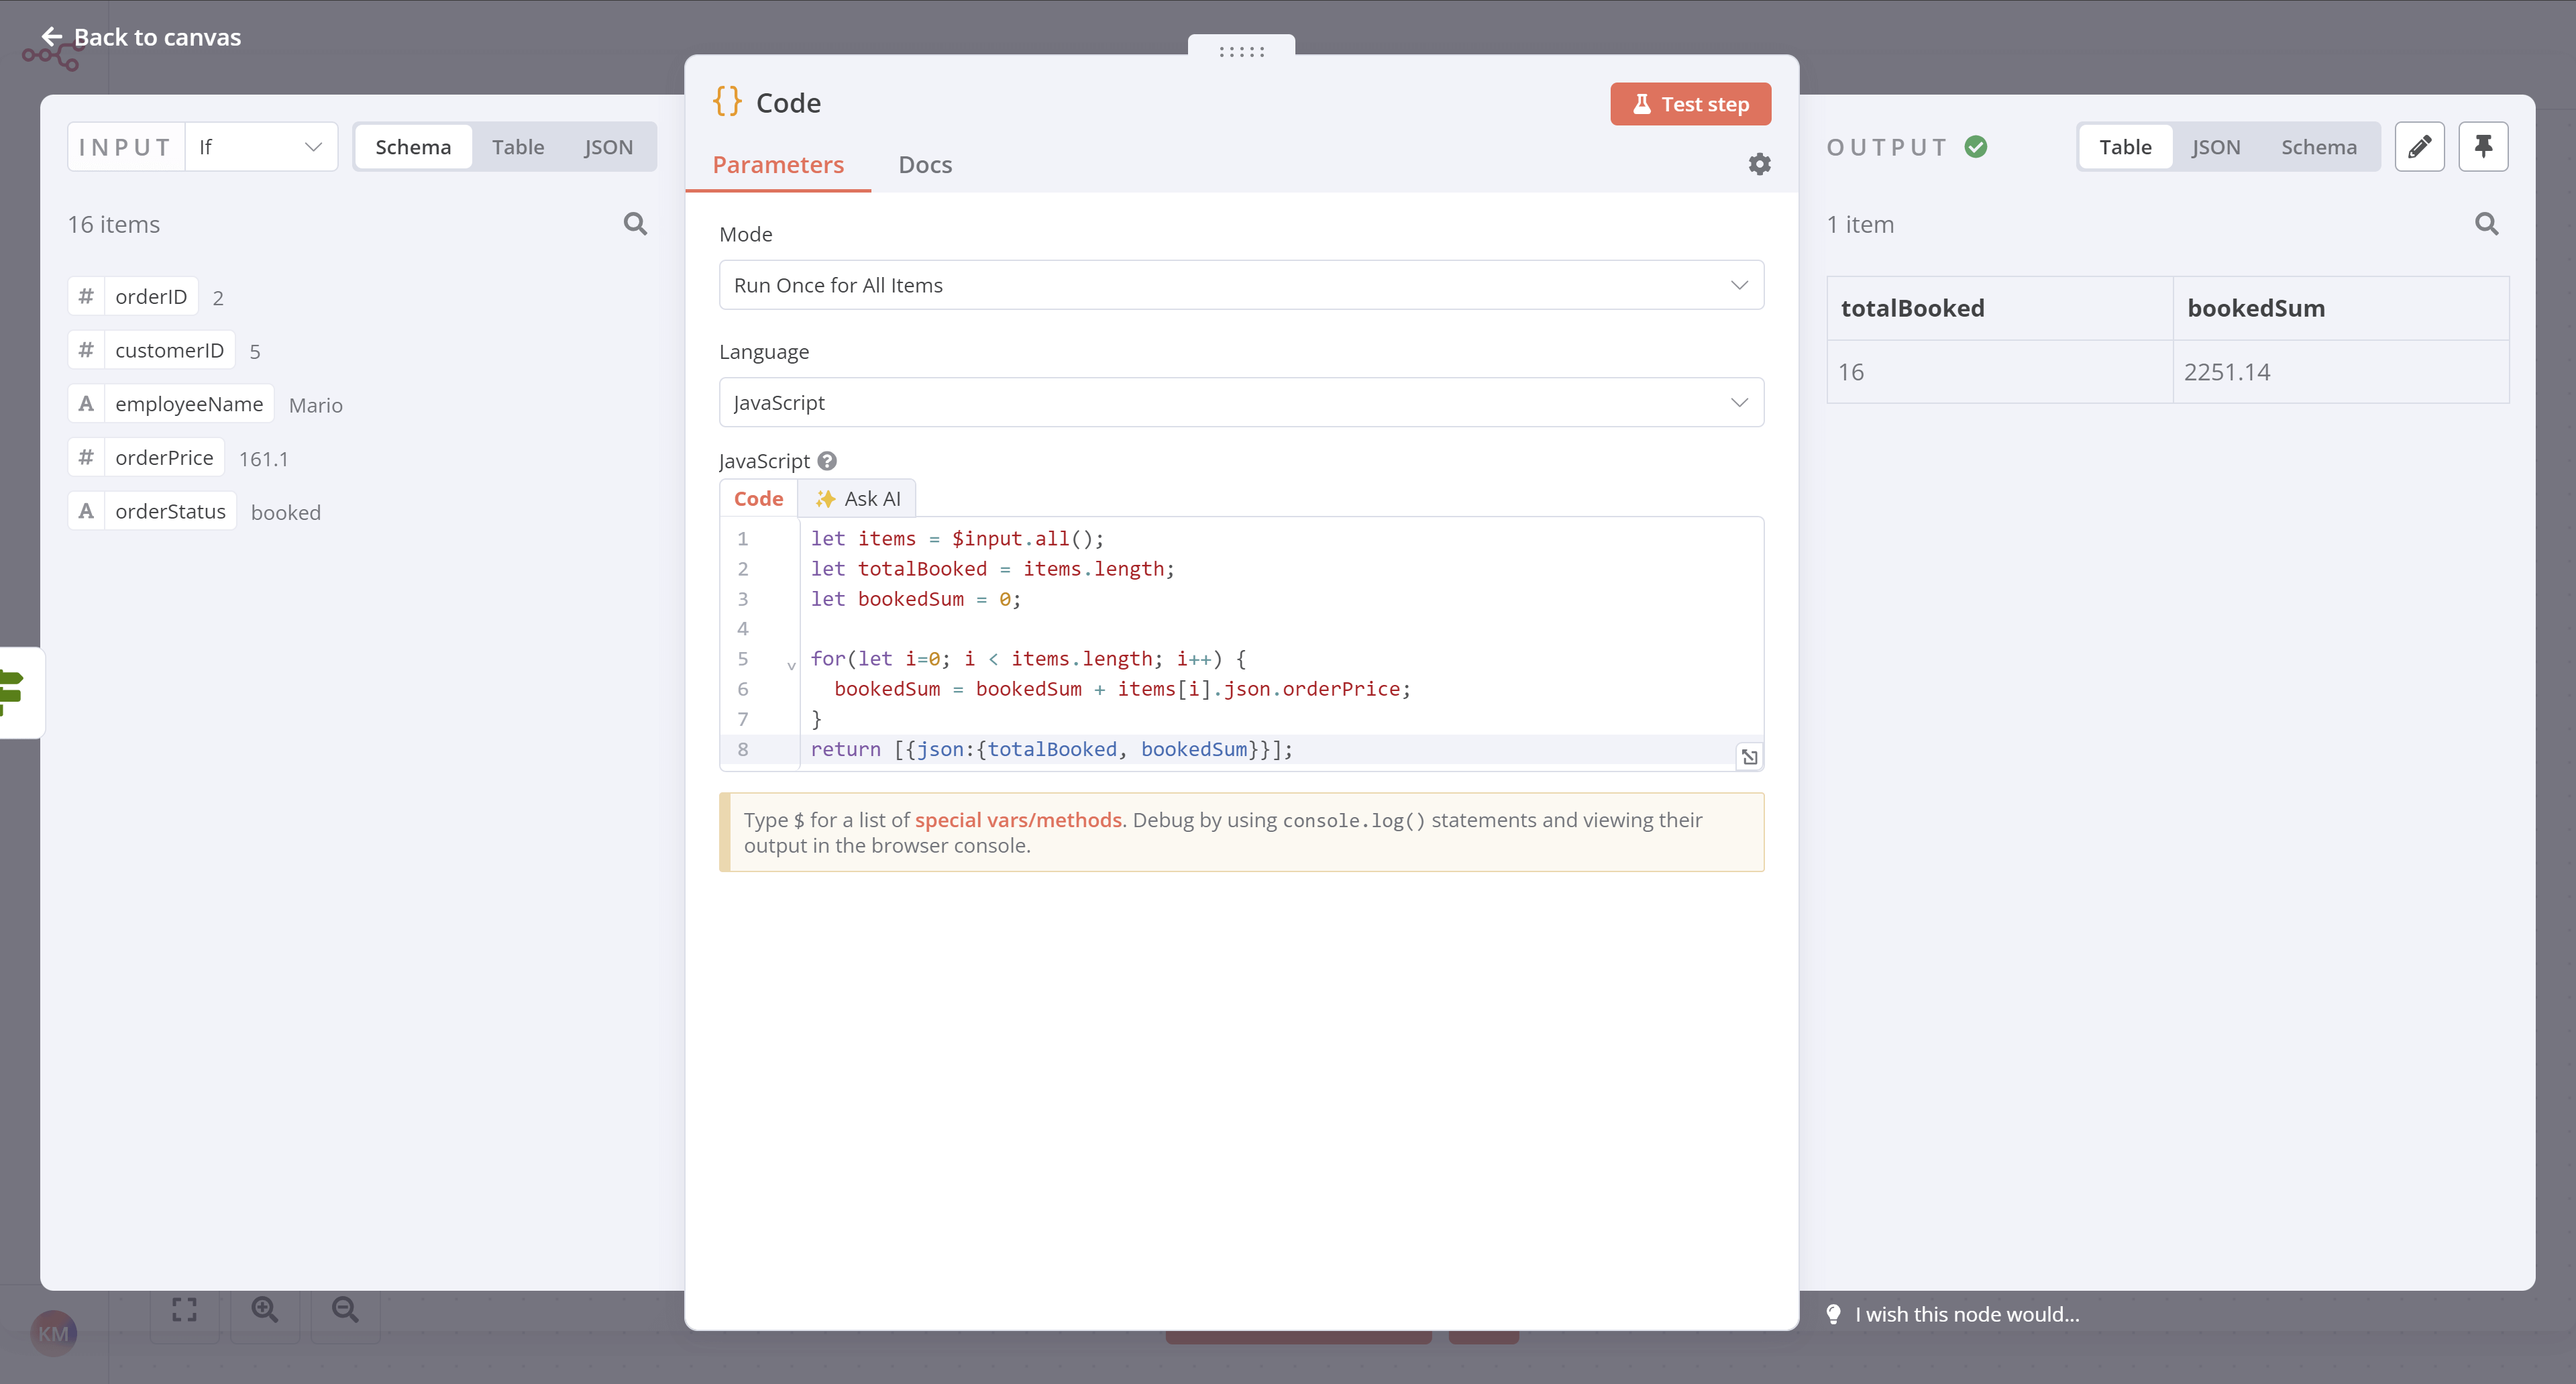 Back to canvas
INPUT If Schema Table JSON
16 items
# orderID 2
# customerID 5
A employeeName Mario
# orderPrice 161.1
A orderStatus booked
{} Code
Test step
Parameters Docs
Mode
Run Once for All Items
Language
JavaScript
JavaScript ?
Code Ask AI
1 let items = $input.all();
2 let totalBooked = items.length;
3 let bookedSum = 0;
4
5 for(let i=0; i < items.length; i++) {
6 bookedSum = bookedSum + items[i].json.orderPrice;
7 }
8 return [{json:{totalBooked, bookedSum}}];
Type $ for a list of special vars/methods. Debug by using console.log() statements and viewing their
output in the browser console.
OUTPUT Table JSON Schema
1 item
totalBooked bookedSum
16 2251.14
I wish this node would...
KM